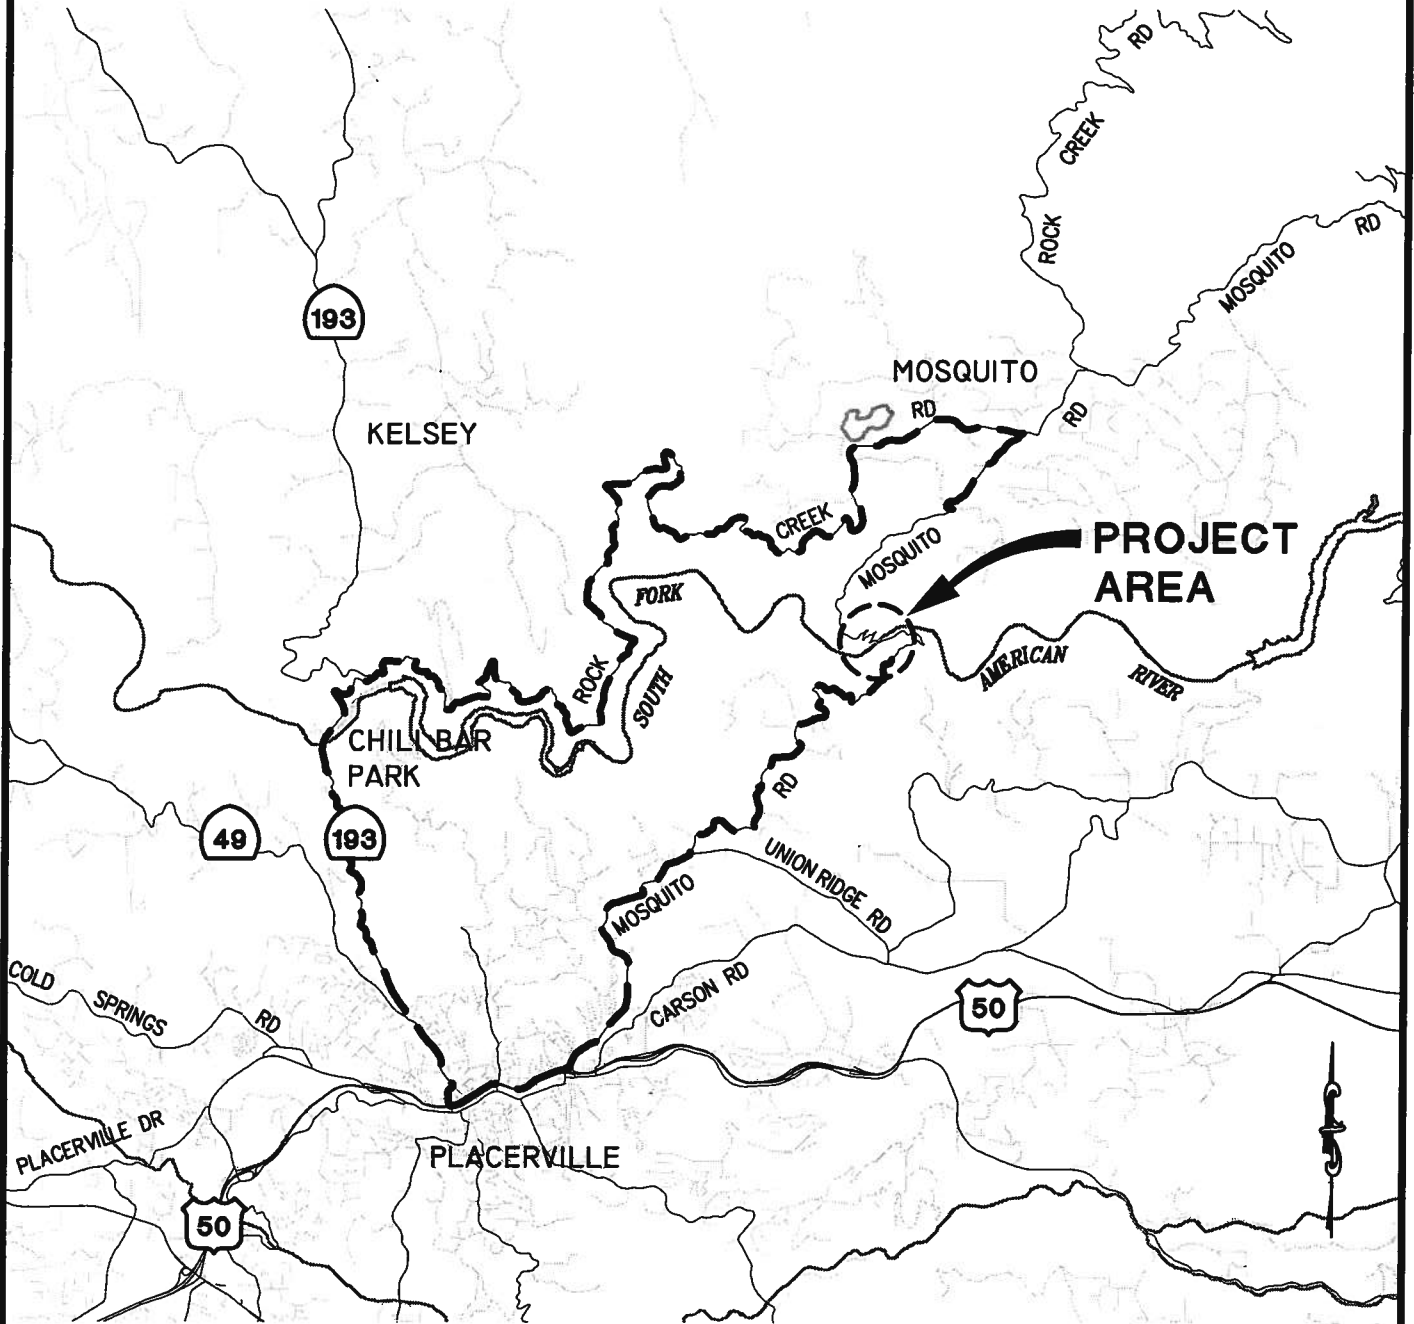 RD
CREEK
ROCK
RD
MOSQUITO
193
MOSQUITO
RD
RD
KELSEY
CREEK
PROJECT
AREA
MOSQUITO
FORK
AMERICAN
RIVER
ROCK
SOUTH
CHILI BAR
PARK
RD
49
193
UNION RIDGE RD
MOSQUITO
CARSON RD
COLD SPRINGS RD
50
PLACERVILLE DR
PLACERVILLE
50